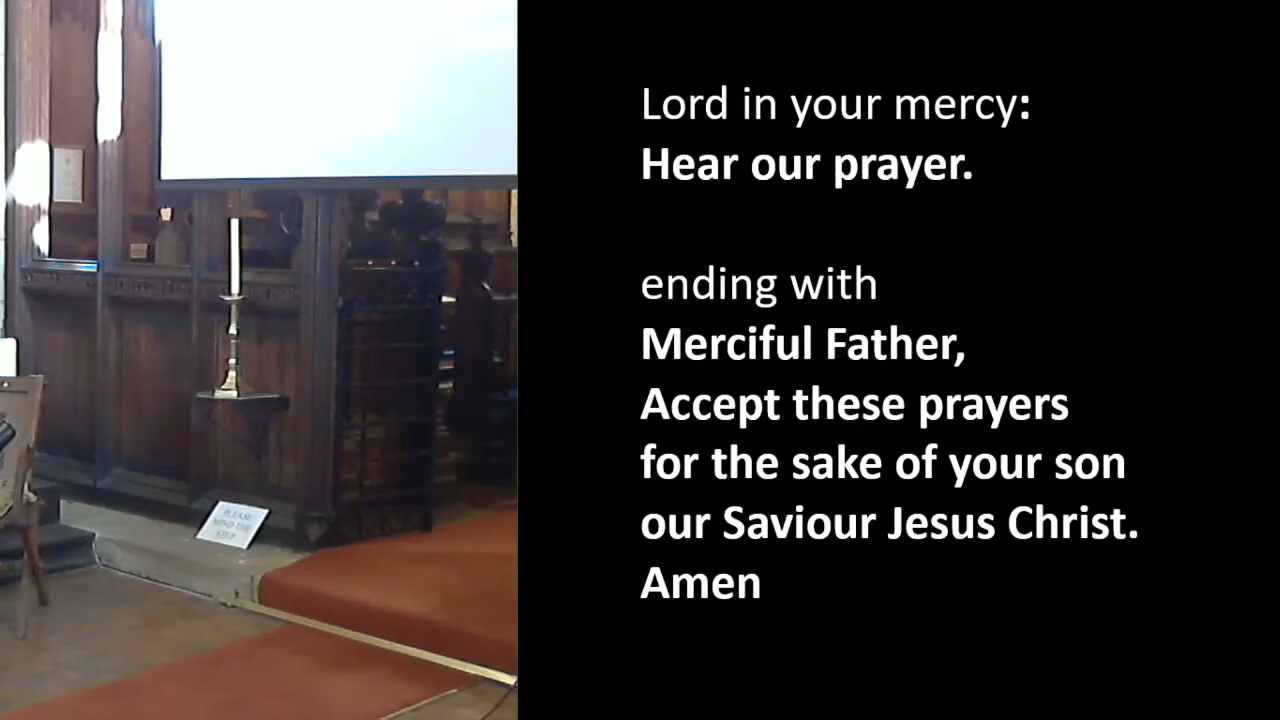 Lord in your mercy:
Hear our prayer.
ending with
Merciful Father,
Accept these prayers
for the sake of your son
our Saviour Jesus Christ.
Amen
PLEASE
MIND THE
STEP